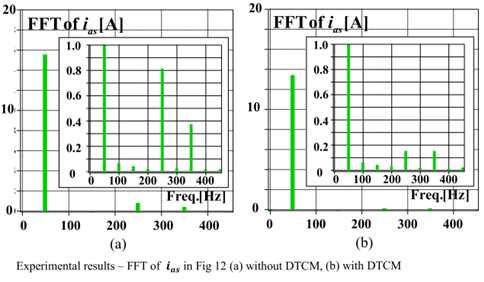 20
FFT of i_as [A]
1.0
0.8
0.6
0.4
0.2
0
0 100 200 300 400
Freq.[Hz]
10
0
0 100 200 300 400
(a)
20
FFT of i_as [A]
1.0
0.8
0.6
0.4
0.2
0
0 100 200 300 400
Freq.[Hz]
10
0
0 100 200 300 400
(b)
Experimental results – FFT of i_as in Fig 12 (a) without DTCM, (b) with DTCM